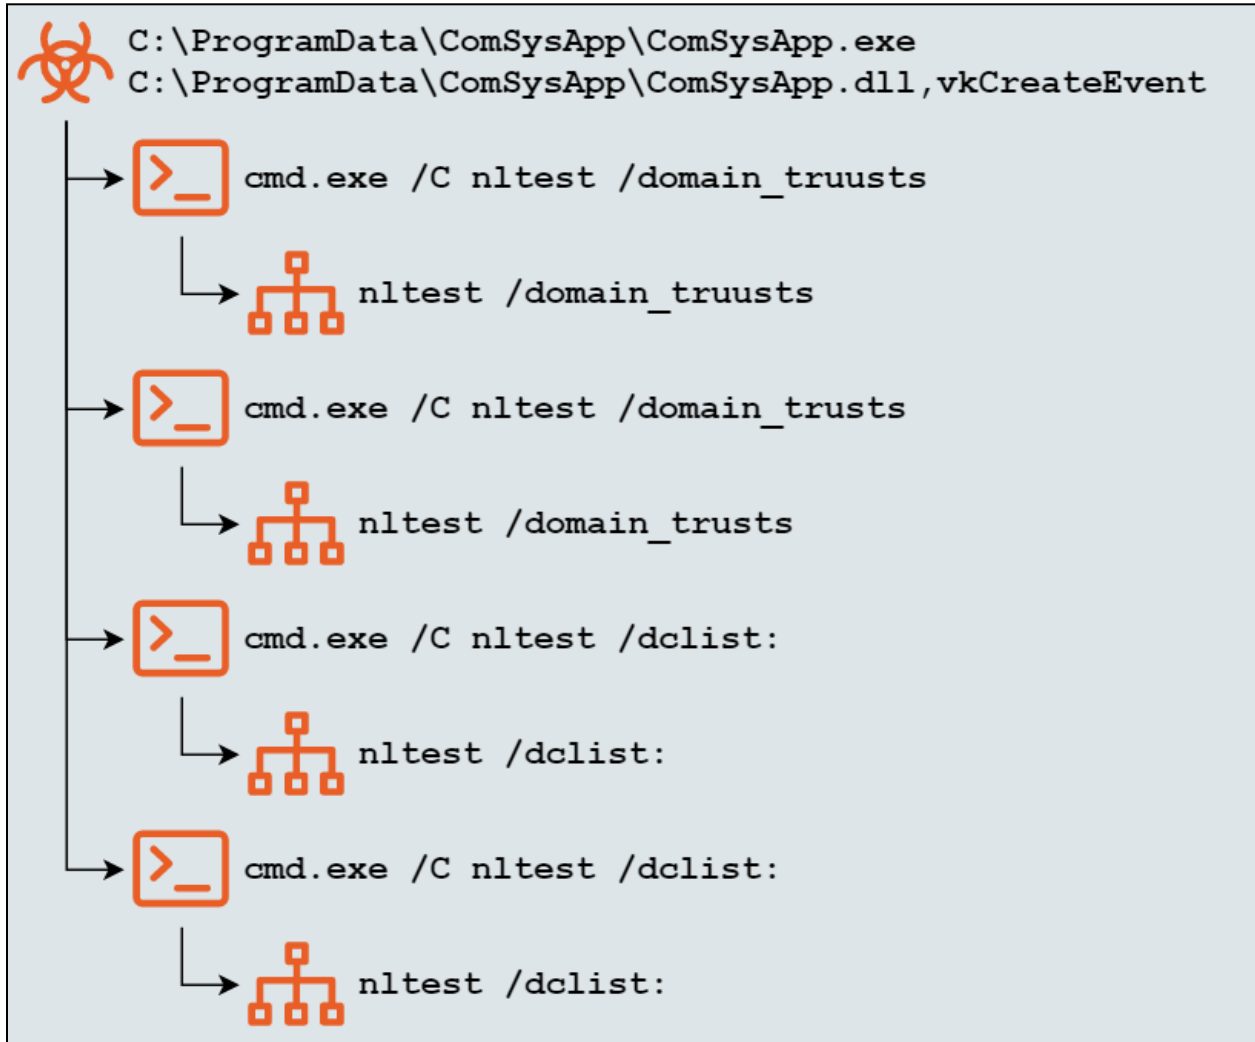 C:\ProgramData\ComSysApp\ComSysApp.exe
C:\ProgramData\ComSysApp\ComSysApp.dll,vkCreateEvent
cmd.exe /C nltest /domain_truusts
nltest /domain_truusts
cmd.exe /C nltest /domain_trusts
nltest /domain_trusts
cmd.exe /C nltest /dclist:
nltest /dclist:
cmd.exe /C nltest /dclist:
nltest /dclist: